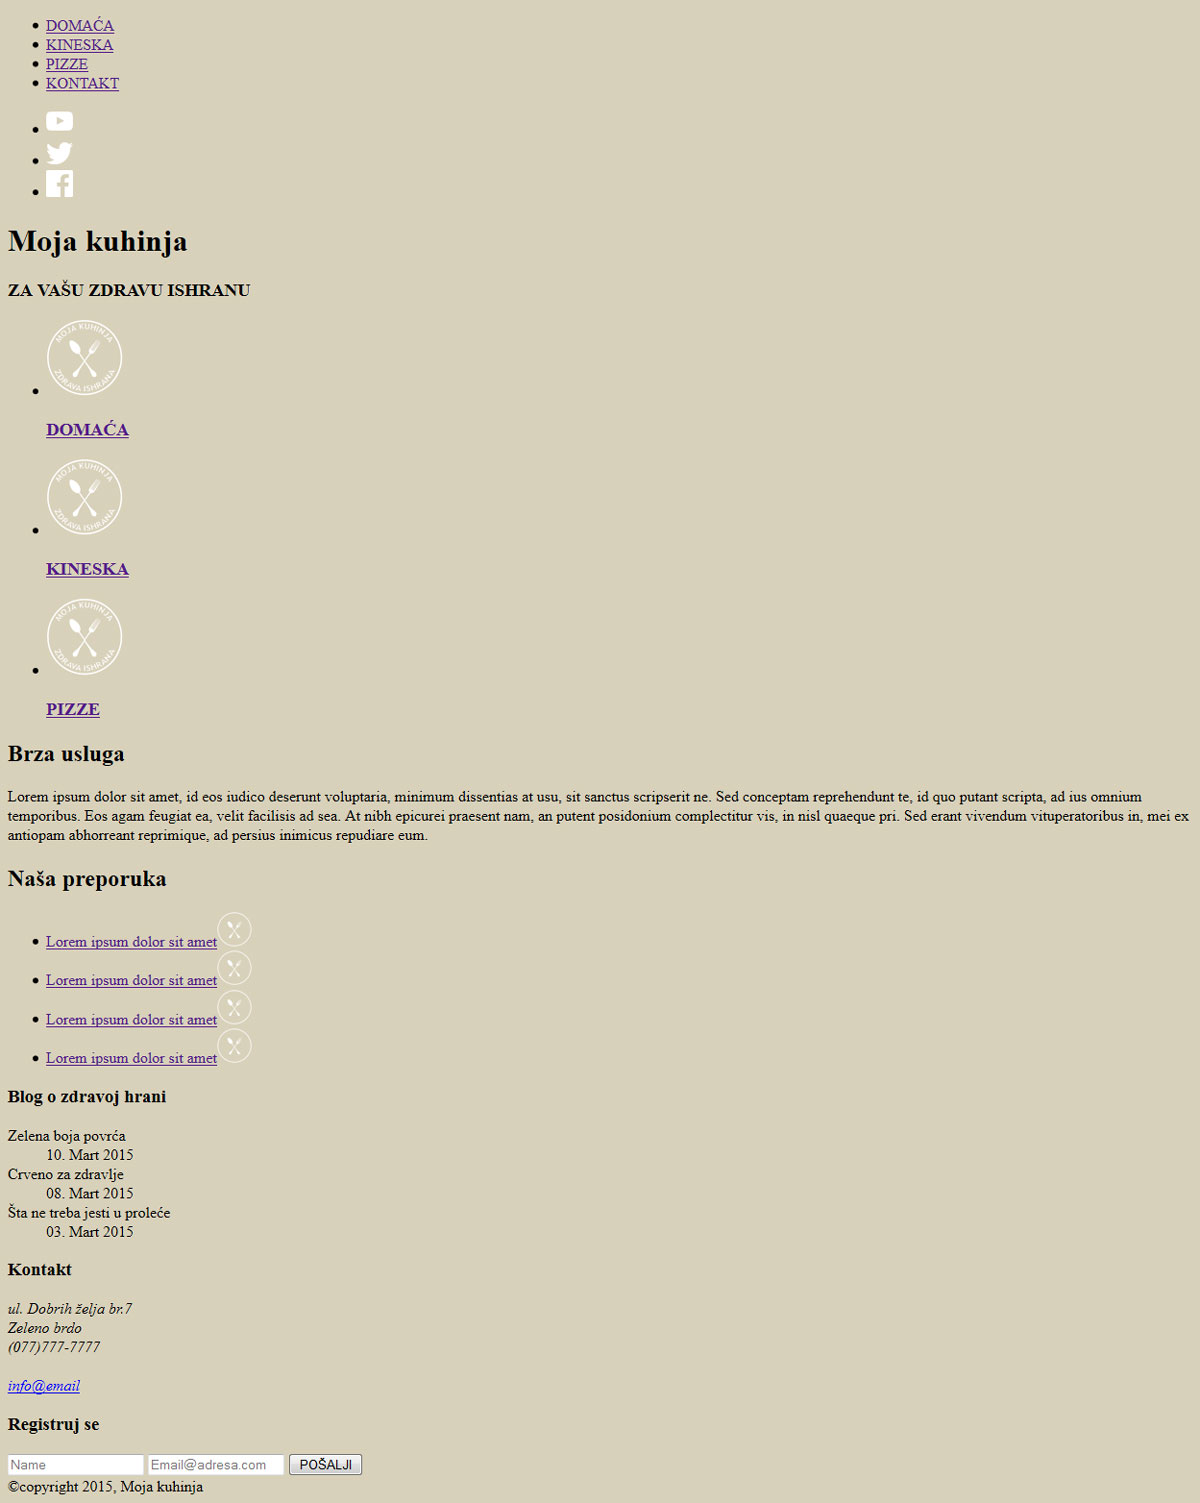 DOMAĆA
KINESKA
PIZZE
KONTAKT
Moja kuhinja
ZA VAŠU ZDRAVU ISHRANU
MOJA KUHINJA
ZDRAVA ISHRANA
DOMAĆA
MOJA KUHINJA
ZDRAVA ISHRANA
KINESKA
MOJA KUHINJA
ZDRAVA ISHRANA
PIZZE
Brza usluga
Lorem ipsum dolor sit amet, id eos iudico deserunt voluptaria, minimum dissentias at usu, sit sanctus scripserit ne. Sed conceptam reprehendunt te, id quo putant scripta, ad ius omnium
temporibus. Eos agam feugiat ea, velit facilisis ad sea. At nibh epicurei praesent nam, an putent posidonium complectitur vis, in nisl quaeque pri. Sed erant vivendum vituperatoribus in, mei ex
antiopam abhorreant reprimique, ad persius inimicus repudiare eum.
Naša preporuka
Lorem ipsum dolor sit amet
Lorem ipsum dolor sit amet
Lorem ipsum dolor sit amet
Lorem ipsum dolor sit amet
Blog o zdravoj hrani
Zelena boja povrća
10. Mart 2015
Crveno za zdravlje
08. Mart 2015
Šta ne treba jesti u proleće
03. Mart 2015
Kontakt
ul. Dobrih želja br.7
Zeleno brdo
(077)777-7777
info@email
Registruj se
Name Email@adresa.com POŠALJI
©copyright 2015, Moja kuhinja